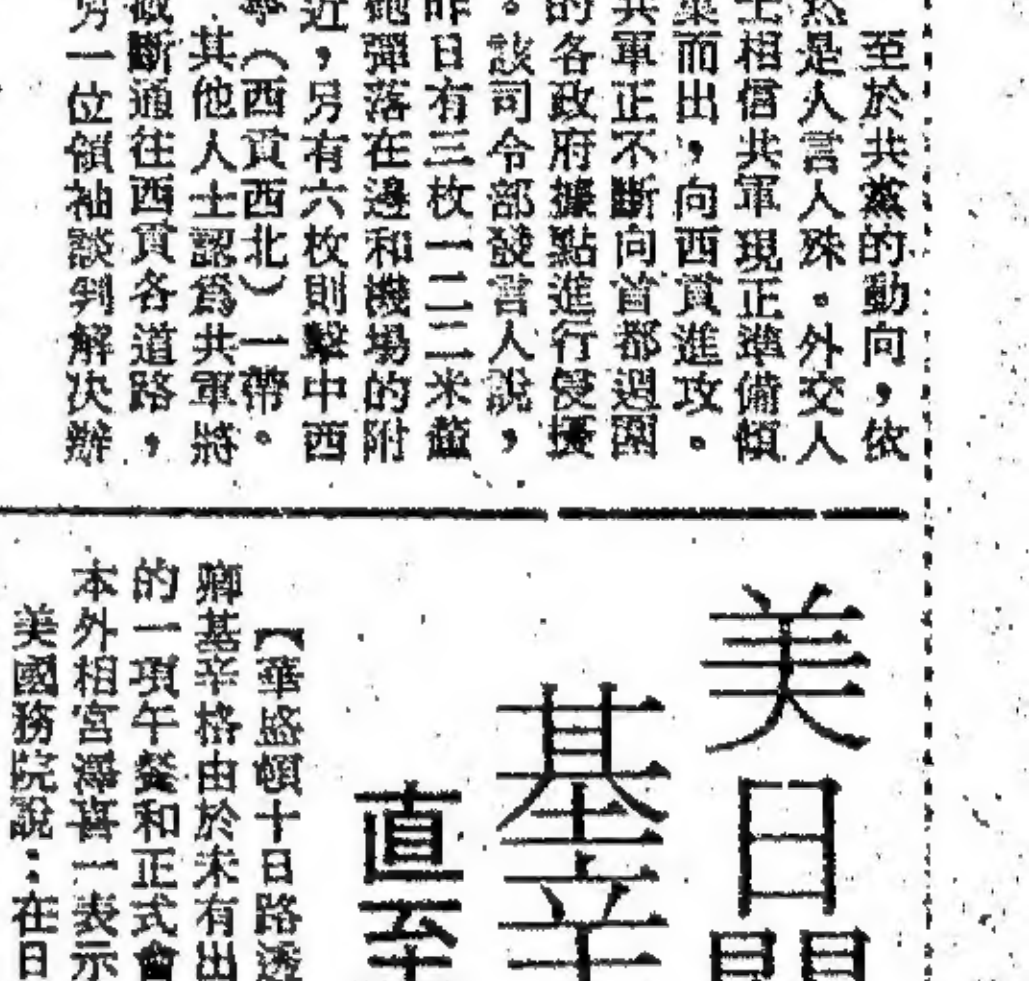 至於共黨的動向，依
然是人言人殊。外交人
士相信共軍現正準備傾
巢而出，向西貢進攻。
共軍正不斷向首都週圍
的各政府據點進行侵擾
。該司令部發言人說，
昨日有三枚一二二米釐
砲彈落在邊和機場的附
近，另有六枚則擊中西
寧（西貢西北）一帶。
其他人士認爲共軍將
截斷通往西貢各道路，
另一位領袖談判解決辦
美日
基辛
直至
【華盛頓十日路透
卿基辛格由於未有出
的一項午餐和正式會
本外相宮澤喜一表示
美國務院說：在日